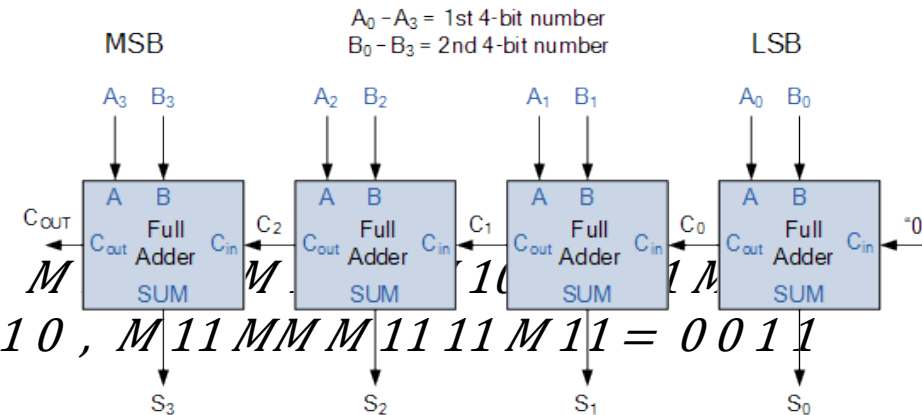 A0 – A3 = 1st 4-bit number
MSB B0 – B3 = 2nd 4-bit number LSB
A3 B3 A2 B2 A1 B1 A0 B0
A B A B A B A B
COUT Full Adder C2 Full Adder C1 Full Adder C0 Full Adder "0
Cout Cin Cout Cin Cout Cin Cout Cin
M M 10 1 M
SUM SUM SUM SUM
10 , M 11 MM M 11 11 M 11 = 0 0 1 1
S3 S2 S1 S0